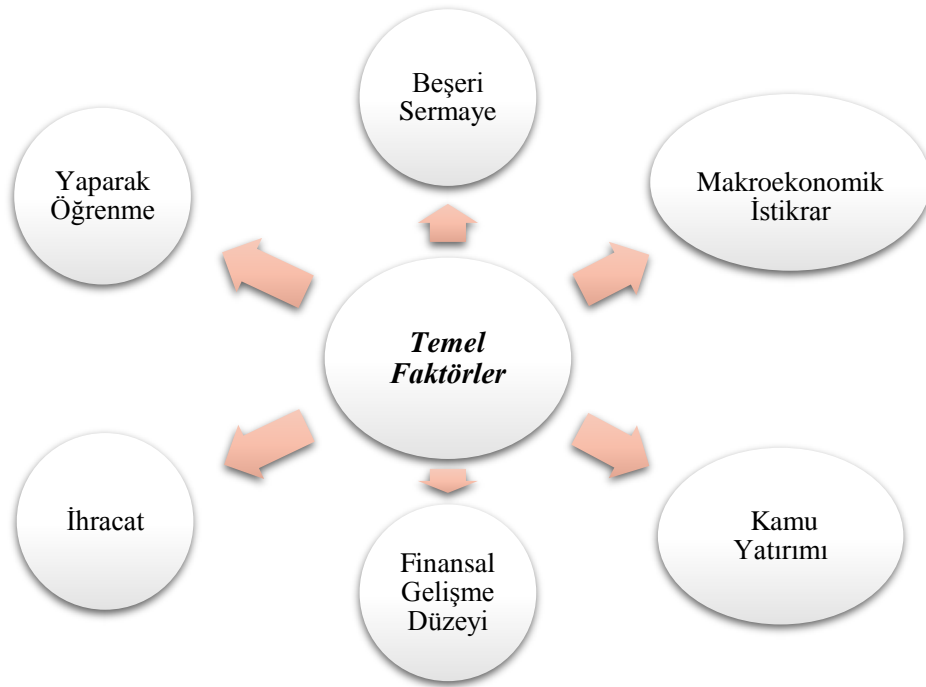 Beşeri
Sermaye
Yaparak
Öğrenme
Makroekonomik
İstikrar
Temel
Faktörler
İhracat
Kamu
Yatırımı
Finansal
Gelişme
Düzeyi